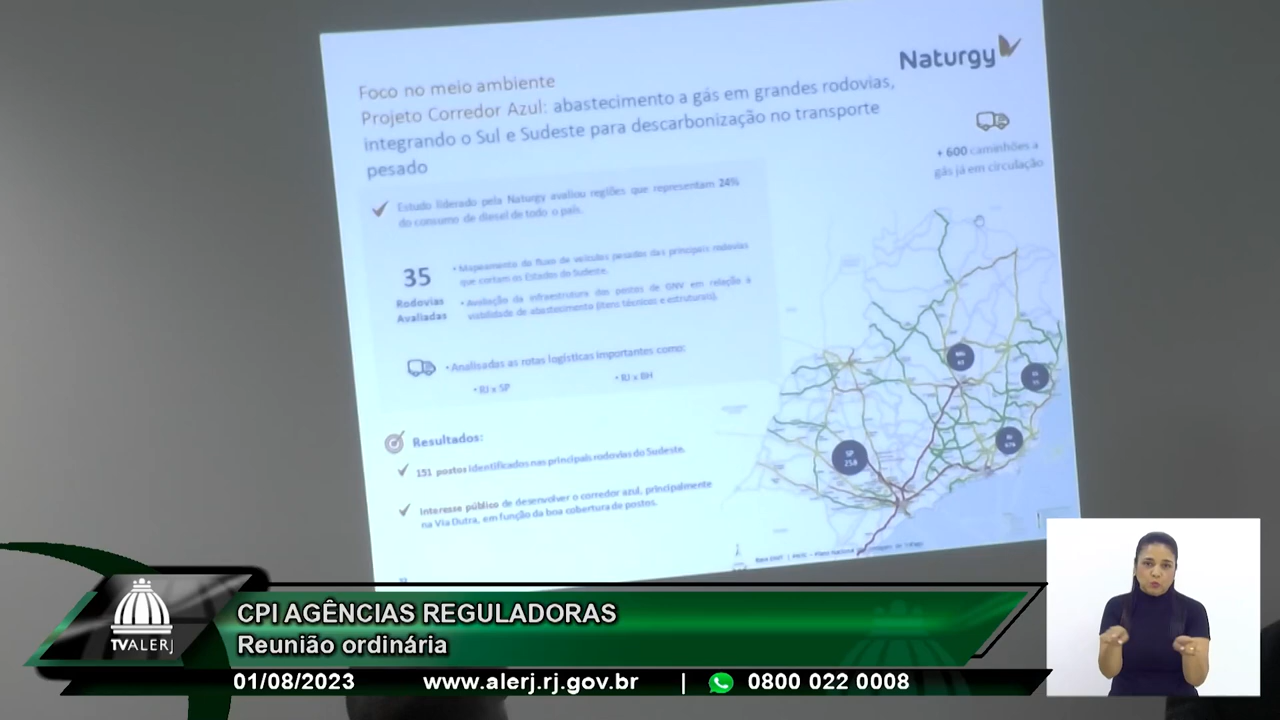 Naturgy
Foco no meio ambiente
Projeto Corredor Azul: abastecimento a gás em grandes rodovias,
integrando o Sul e Sudeste para descarbonização no transporte
pesado
+ 600 caminhões a
gás já em circulação
Estudo liderado pela Naturgy avaliou regiões que representam 24%
do consumo de diesel de todo o país.
35
Rodovias
Avaliadas
• Mapeamento do fluxo de veículos pesados das principais rodovias
que cortam os Estados do Sudeste.
• Avaliação da infraestrutura dos postos de GNV em relação à
viabilidade de abastecimento (itens técnicos e estruturais).
• Analisadas as rotas logísticas importantes como:
• RJ x SP
• RJ x BH
Resultados:
151 postos identificados nas principais rodovias do Sudeste.
Interesse público de desenvolver o corredor azul, principalmente
na Via Dutra, em função da boa cobertura de postos.
SP
258
TVALERJ
CPI AGÊNCIAS REGULADORAS
Reunião ordinária
01/08/2023 www.alerj.rj.gov.br | 0800 022 0008